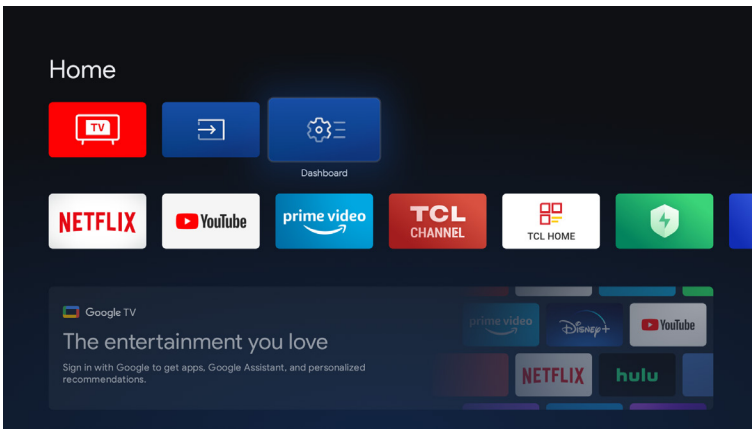 Home
TV
Dashboard
NETFLIX
YouTube
prime video
TCL
CHANNEL
TCL HOME
Google TV
The entertainment you love
Sign in with Google to get apps, Google Assistant, and personalized
recommendations.
prime video
Disney+
YouTube
NETFLIX
hulu